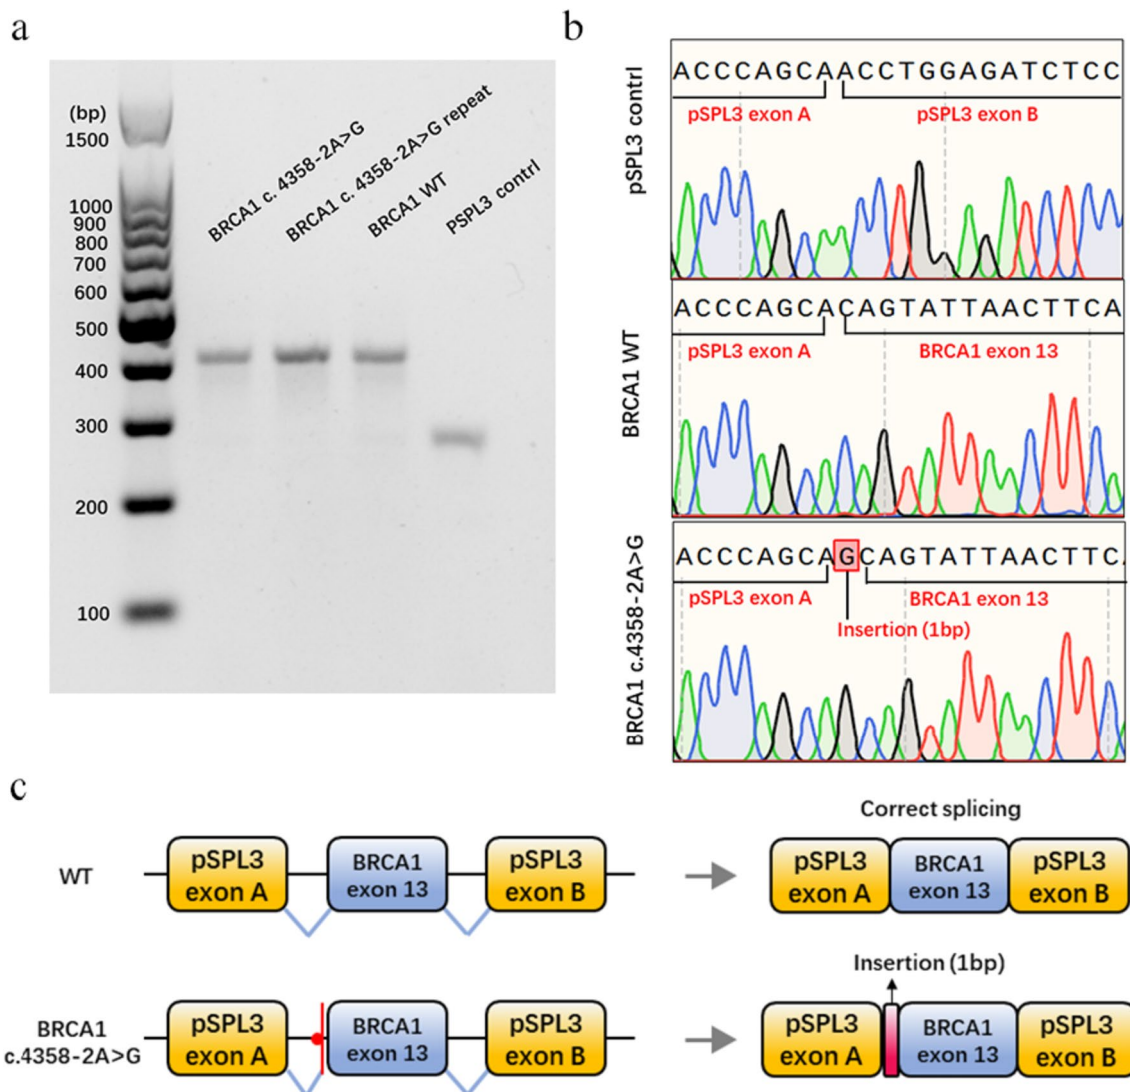 a
(bp)
1500
1000
900
800
700
600
500
400
300
200
100
BRCA1 c. 4358-2A>G
BRCA1 c. 4358-2A>G repeat
BRCA1 WT
PSPL3 contrl
b
pSPL3 contrl
ACCCAGCAACCTGGAGATCTCC
pSPL3 exon A
pSPL3 exon B
BRCA1 WT
ACCCAGCACAGTATTAACTTCA
pSPL3 exon A
BRCA1 exon 13
BRCA1 c.4358-2A>G
ACCCAGCAGCAGTATTAACTTC
pSPL3 exon A
BRCA1 exon 13
Insertion (1bp)
c
Correct splicing
WT
pSPL3
exon A
BRCA1
exon 13
pSPL3
exon B
pSPL3
exon A
BRCA1
exon 13
pSPL3
exon B
Insertion (1bp)
BRCA1
c.4358-2A>G
pSPL3
exon A
BRCA1
exon 13
pSPL3
exon B
pSPL3
exon A
BRCA1
exon 13
pSPL3
exon B